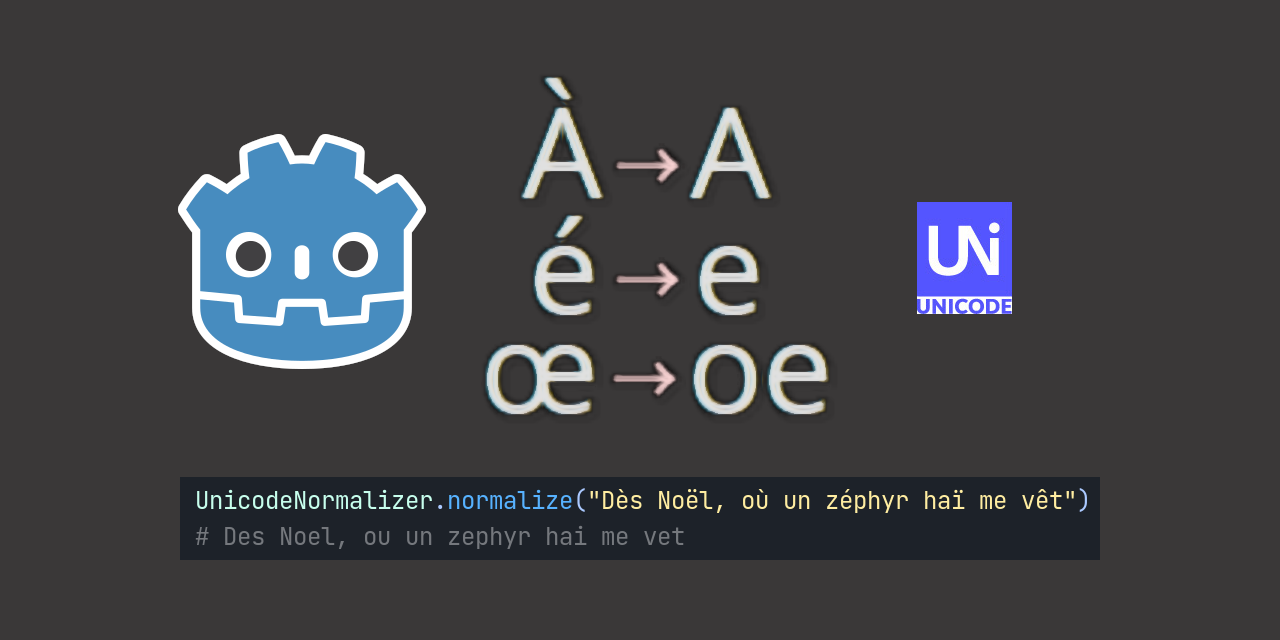 À→A
é→e
œ→oe
UNi
UNICODE
UnicodeNormalizer.normalize("Dès Noël, où un zéphyr haï me vêt")
# Des Noel, ou un zephyr hai me vet